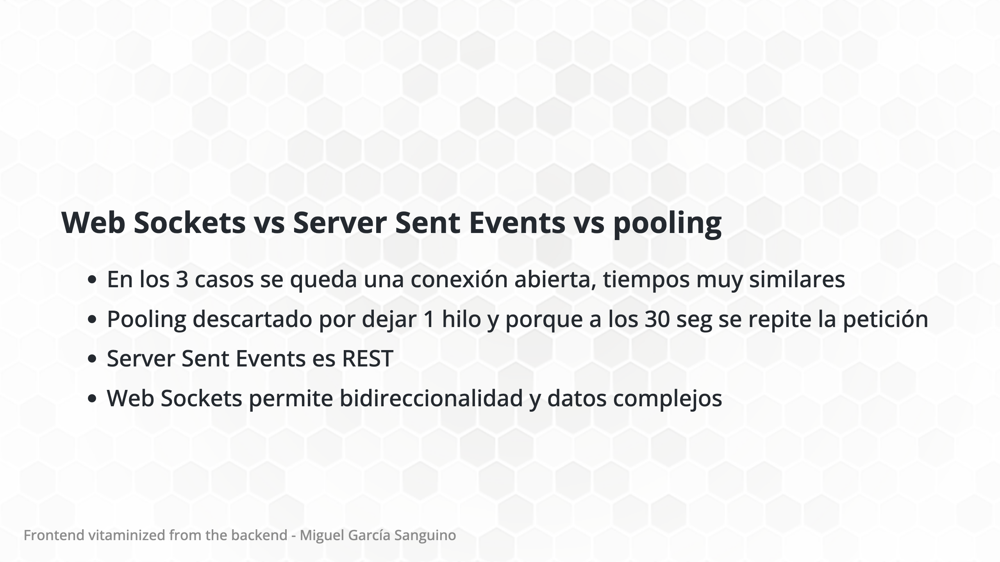 Web Sockets vs Server Sent Events vs pooling
• En los 3 casos se queda una conexión abierta, tiempos muy similares
• Pooling descartado por dejar 1 hilo y porque a los 30 seg se repite la petición
• Server Sent Events es REST
• Web Sockets permite bidireccionalidad y datos complejos
Frontend vitaminized from the backend - Miguel García Sanguino